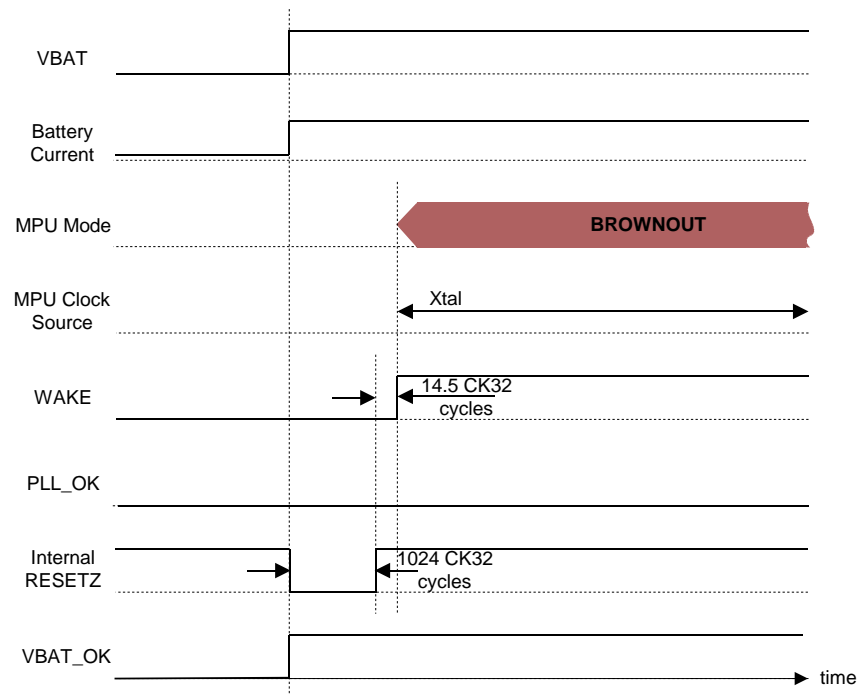 VBAT
Battery
Current
MPU Mode
BROWNOUT
MPU Clock
Source
Xtal
WAKE
14.5 CK32
cycles
PLL_OK
Internal
RESETZ
1024 CK32
cycles
VBAT_OK
time